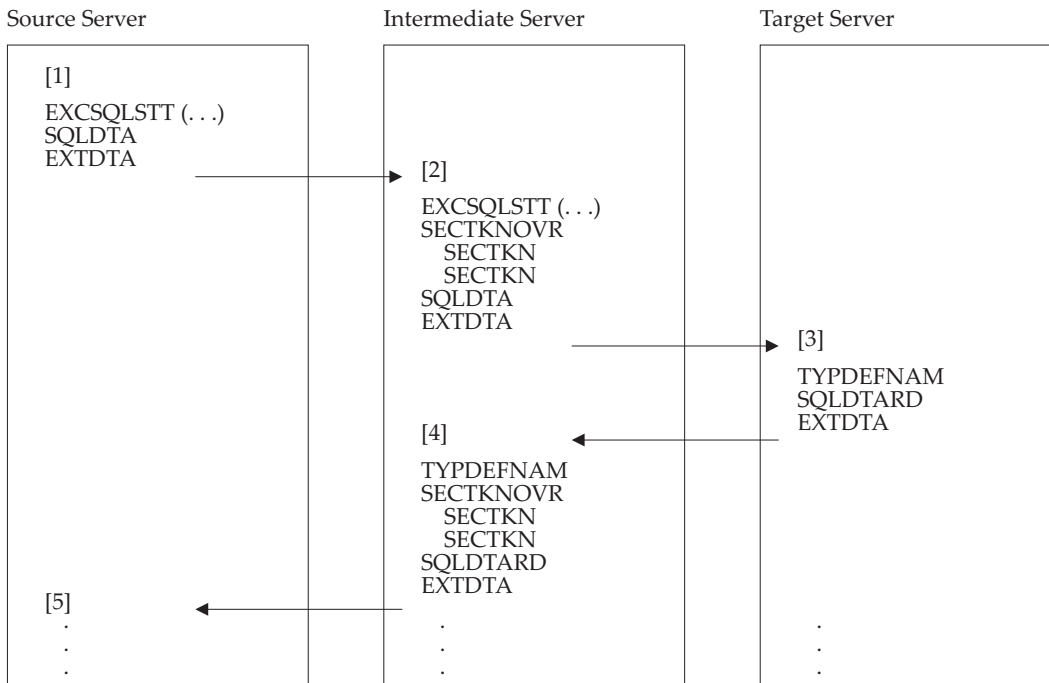 Source Server
Intermediate Server
Target Server
[1]
EXCSQLSTT (. . .)
SQLDTA
EXTDTA
[2]
EXCSQLSTT (. . .)
SECTKNOVR
SECTKN
SECTKN
SQLDTA
EXTDTA
[3]
TYPDEFNAM
SQLDTARD
EXTDTA
[4]
TYPDEFNAM
SECTKNOVR
SECTKN
SECTKN
SQLDTARD
EXTDTA
[5]
. . .
. . .
. . .